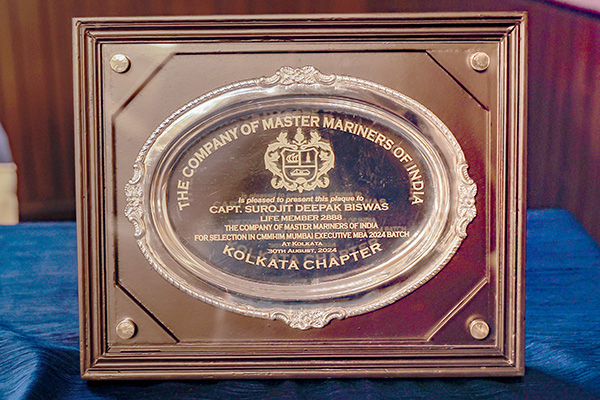 THE COMPANY OF MASTER MARINERS OF INDIA
is pleased to present this plaque to
CAPT. SUROJIT DEEPAK BISWAS
LIFE MEMBER 2888
THE COMPANY OF MASTER MARINERS OF INDIA
FOR SELECTION IN CMMI-IIM MUMBAI EXECUTIVE MBA 2024 BATCH
AT KOLKATA
30TH AUGUST, 2024
KOLKATA CHAPTER